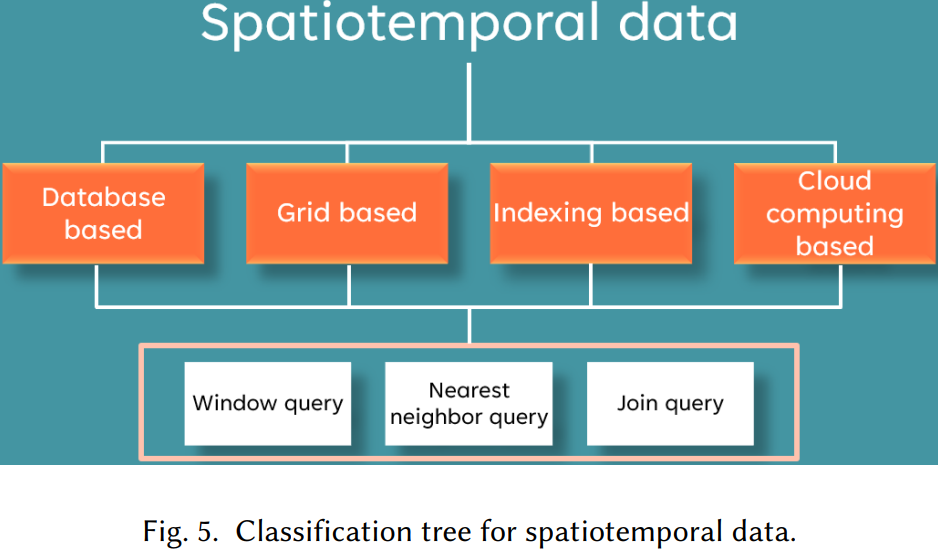 Spatiotemporal data
Database
based
Grid based
Indexing based
Cloud
computing
based
Window query
Nearest
neighbor query
Join query
Fig. 5. Classification tree for spatiotemporal data.